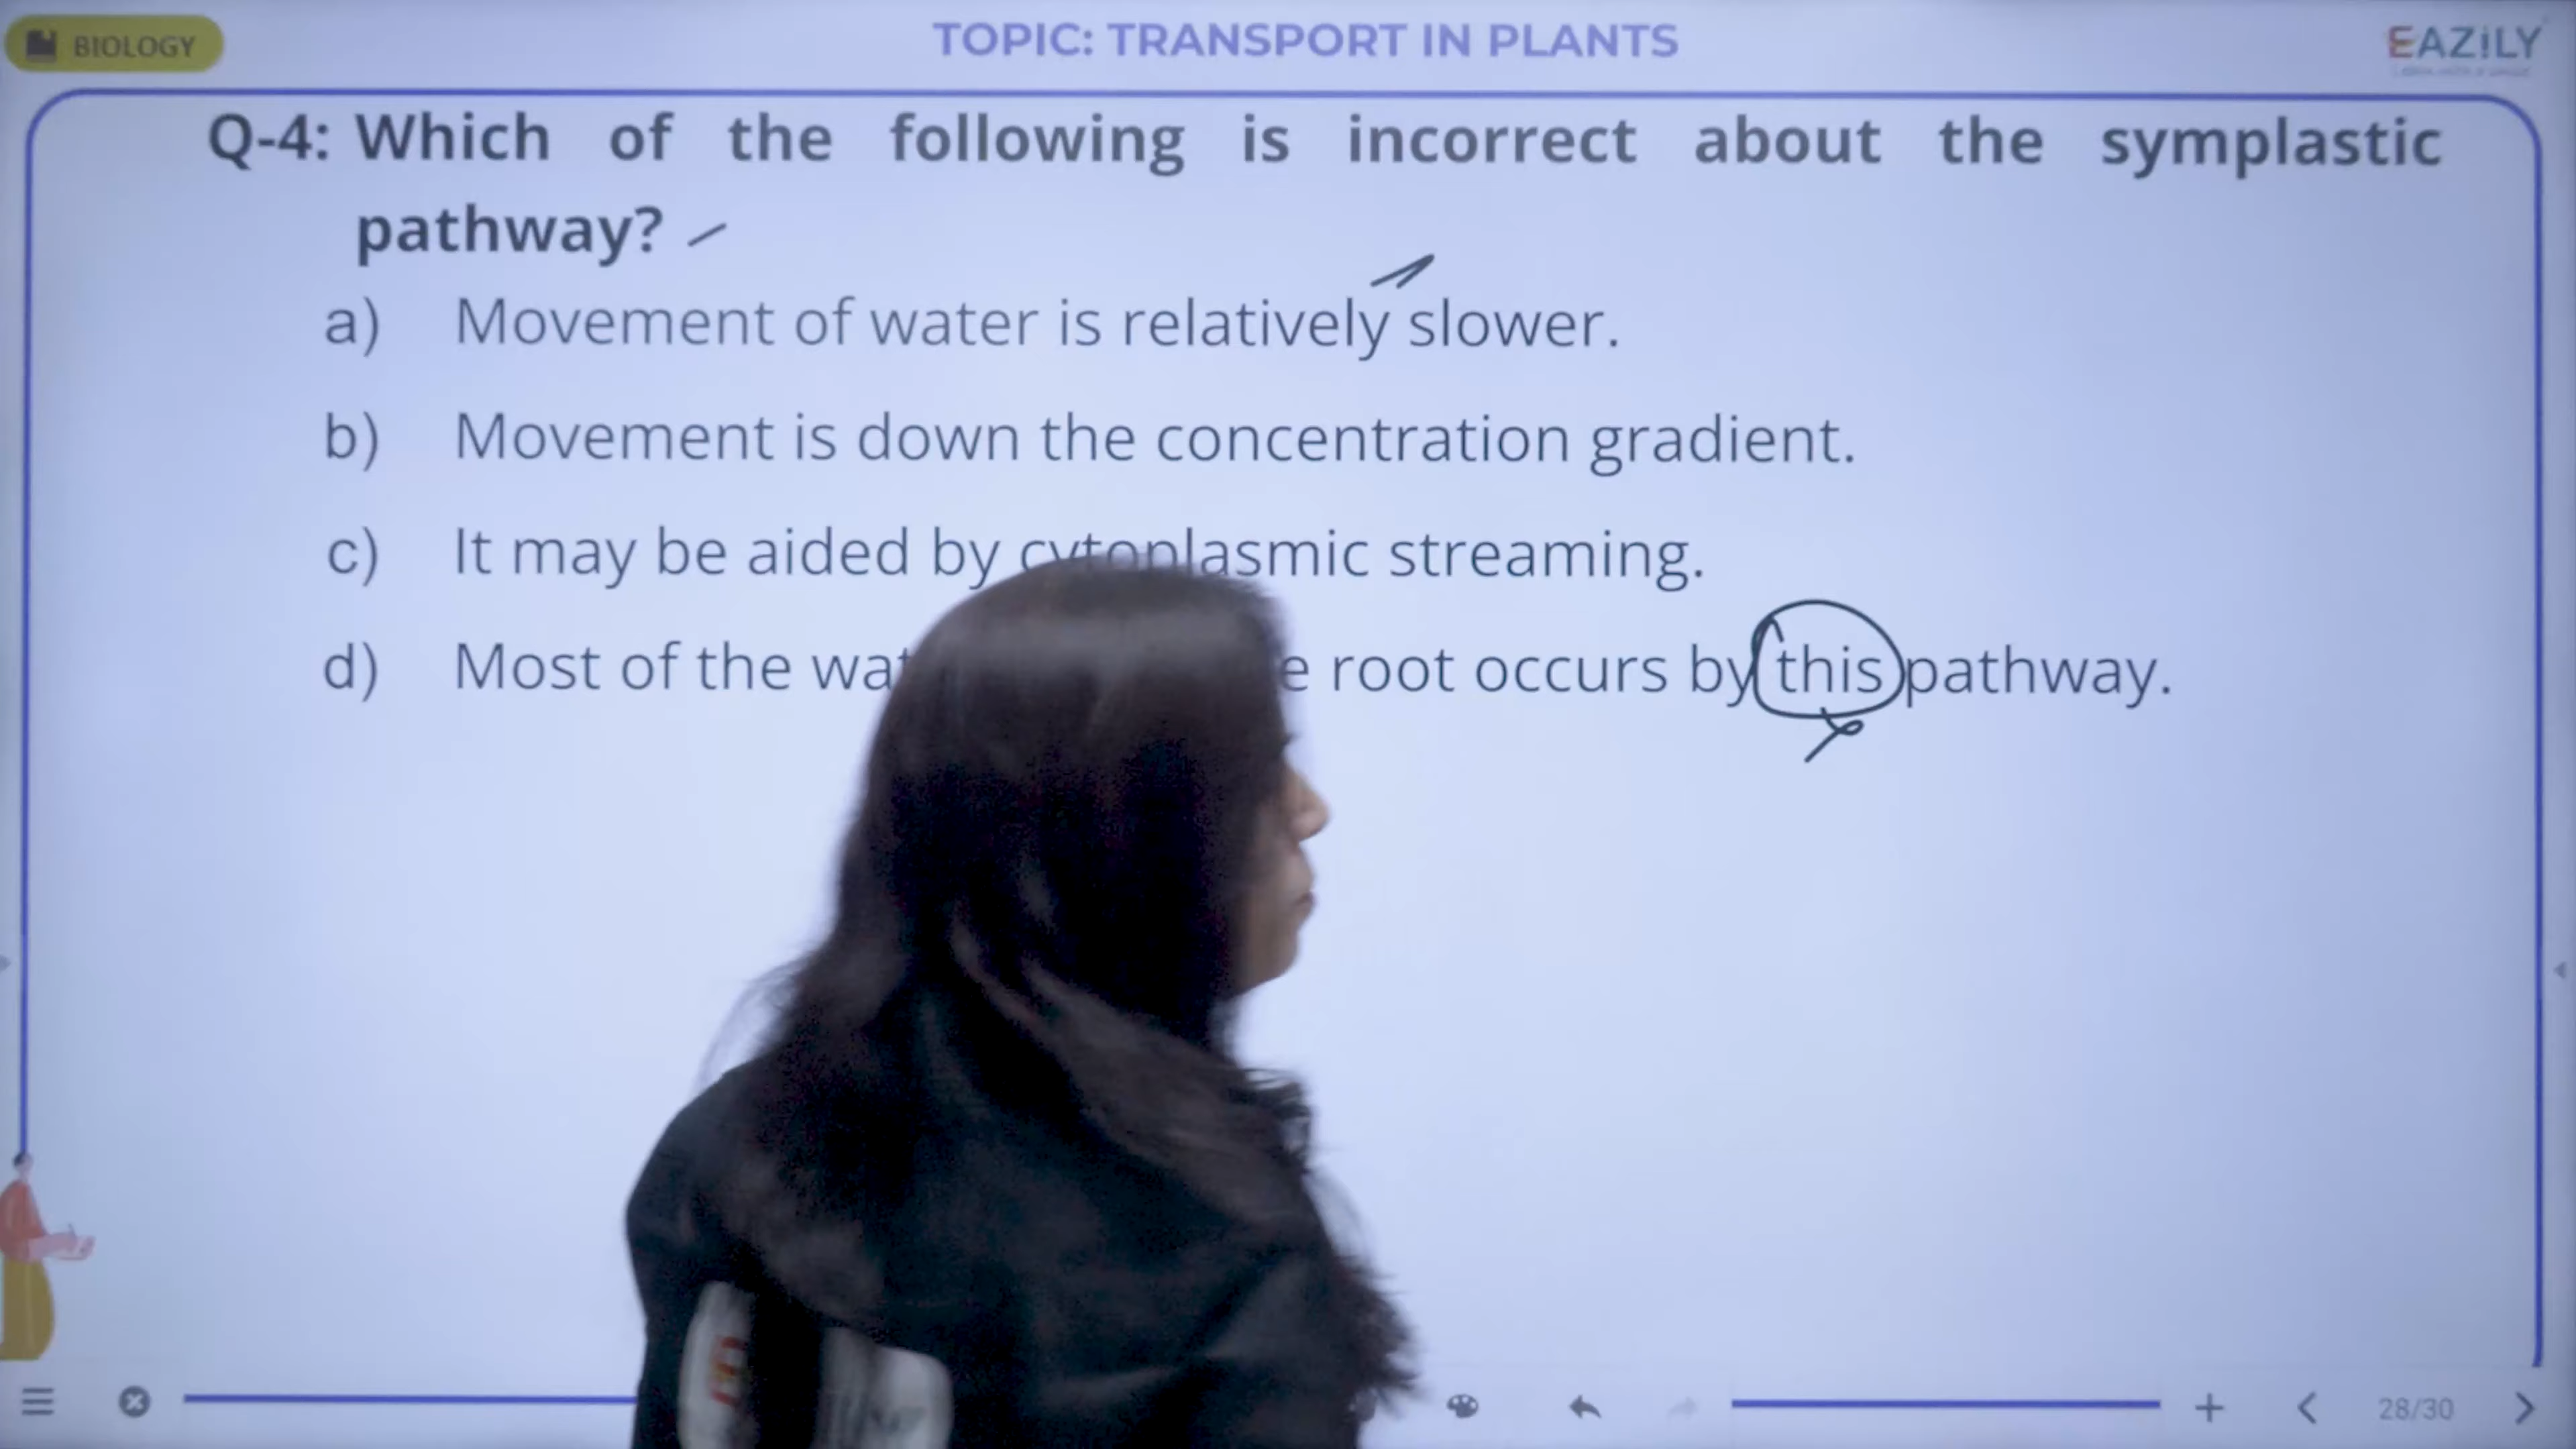 BIOLOGY
TOPIC: TRANSPORT IN PLANTS
EAZiLY
Q-4: Which of the following is incorrect about the symplastic
pathway?
a) Movement of water is relatively slower.
b) Movement is down the concentration gradient.
c) It may be aided by cytoplasmic streaming.
d) Most of the root occurs by this pathway.
28/30